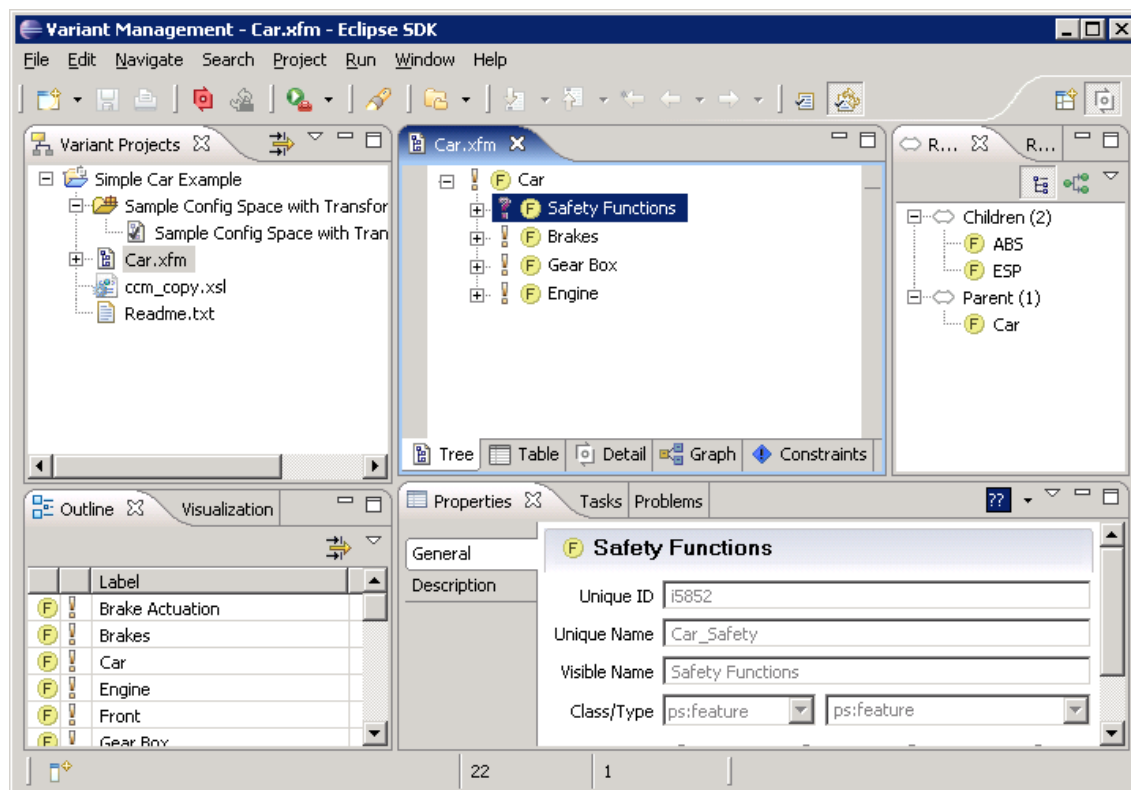 Variant Management - Car.xfm - Eclipse SDK
File Edit Navigate Search Project Run Window Help
Variant Projects
Simple Car Example
Sample Config Space with Transfor
Sample Config Space with Tran
Car.xfm
ccm_copy.xsl
Readme.txt
Car.xfm
F Car
F Safety Functions
F Brakes
F Gear Box
F Engine
Tree Table Detail Graph Constraints
R... R...
Children (2)
F ABS
F ESP
Parent (1)
F Car
Outline Visualization
Label
F Brake Actuation
F Brakes
F Car
F Engine
F Front
F Gear Box
Properties Tasks Problems ??
General
Description
F Safety Functions
Unique ID i5852
Unique Name Car_Safety
Visible Name Safety Functions
Class/Type ps:feature ps:feature
22 1